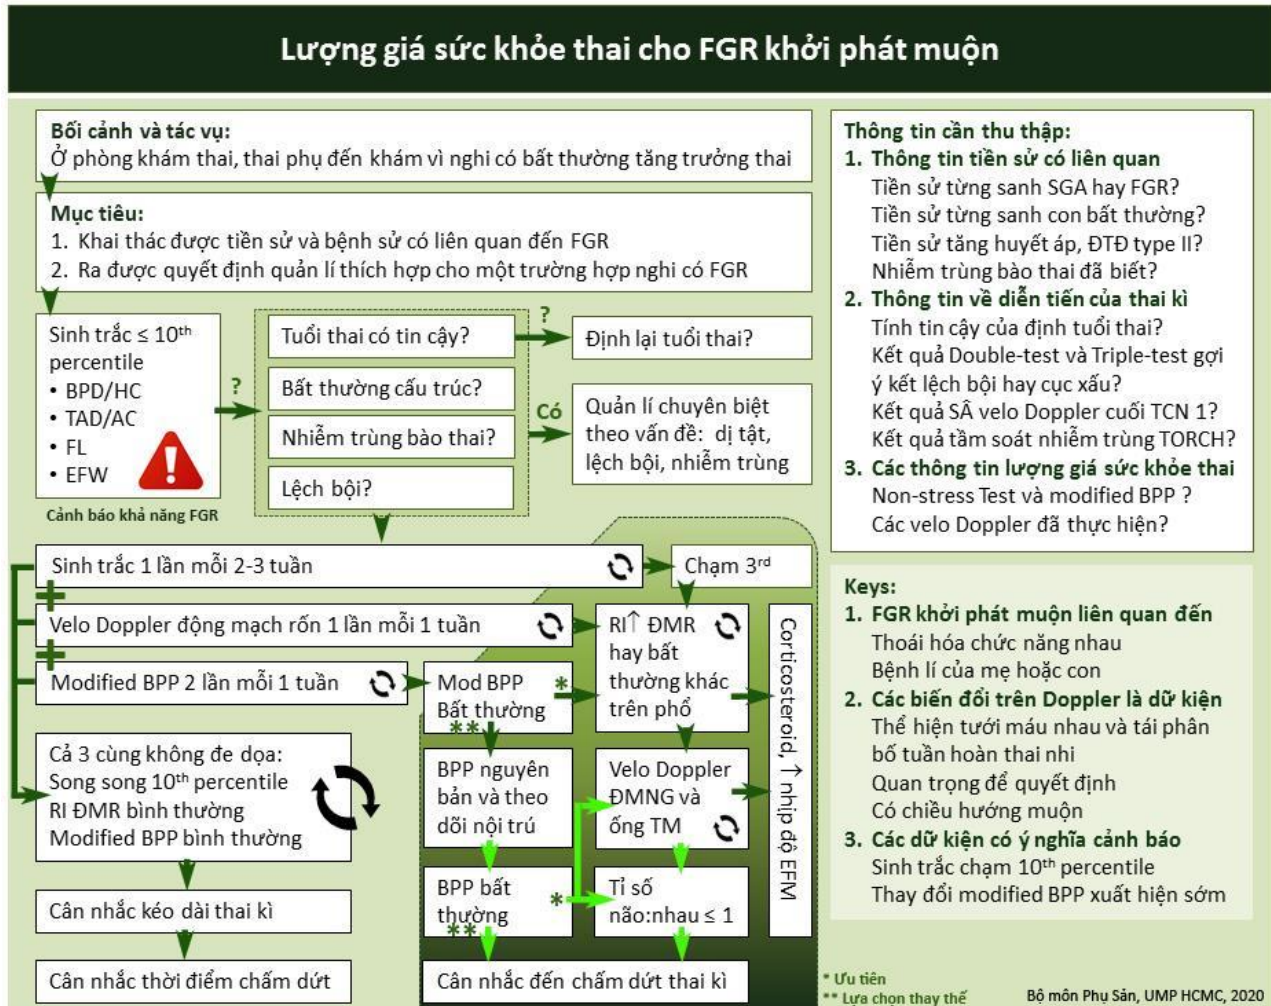 Lượng giá sức khỏe thai cho FGR khởi phát muộn
Bối cảnh và tác vụ:
Ở phòng khám thai, thai phụ đến khám vì nghi có bất thường tăng trưởng thai
Mục tiêu:
1. Khai thác được tiền sử và bệnh sử có liên quan đến FGR
2. Ra được quyết định quản lí thích hợp cho một trường hợp nghi có FGR
Sinh trắc ≤ 10th
percentile
• BPD/HC
• TAD/AC
• FL
• EFW
Cảnh báo khả năng FGR
?
Tuổi thai có tin cậy?
Bất thường cấu trúc?
Nhiễm trùng bào thai?
Lệch bội?
?
Định lại tuổi thai?
Có
Quản lí chuyên biệt
theo vấn đề: dị tật,
lệch bội, nhiễm trùng
Sinh trắc 1 lần mỗi 2-3 tuần
Chạm 3rd
Velo Doppler động mạch rốn 1 lần mỗi 1 tuần
RI↑ ĐMR
hay bất
thường khác
trên phổ
Modified BPP 2 lần mỗi 1 tuần
Mod BPP
Bất thường
*
**
Cả 3 cùng không đe dọa:
Song song 10th percentile
RI ĐMR bình thường
Modified BPP bình thường
BPP nguyên
bản và theo
dõi nội trú
Velo Doppler
ĐMNG và
ống TM
Corticosteroid, ↑ nhịp độ EFM
BPP bất
thường
*
**
Tỉ số
não:nhau ≤ 1
Cân nhắc kéo dài thai kì
Cân nhắc thời điểm chấm dứt
Cân nhắc đến chấm dứt thai kì
Thông tin cần thu thập:
1. Thông tin tiền sử có liên quan
Tiền sử từng sanh SGA hay FGR?
Tiền sử từng sanh con bất thường?
Tiền sử tăng huyết áp, ĐTĐ type II?
Nhiễm trùng bào thai đã biết?
2. Thông tin về diễn tiến của thai kì
Tính tin cậy của định tuổi thai?
Kết quả Double-test và Triple-test gợi
ý kết lệch bội hay cục xấu?
Kết quả SÂ velo Doppler cuối TCN 1?
Kết quả tầm soát nhiễm trùng TORCH?
3. Các thông tin lượng giá sức khỏe thai
Non-stress Test và modified BPP ?
Các velo Doppler đã thực hiện?
Keys:
1. FGR khởi phát muộn liên quan đến
Thoái hóa chức năng nhau
Bệnh lí của mẹ hoặc con
2. Các biến đổi trên Doppler là dữ kiện
Thể hiện tưới máu nhau và tái phân
bố tuần hoàn thai nhi
Quan trọng để quyết định
Có chiều hướng muộn
3. Các dữ kiện có ý nghĩa cảnh báo
Sinh trắc chạm 10th percentile
Thay đổi modified BPP xuất hiện sớm
* Ưu tiên
** Lựa chọn thay thế
Bộ môn Phụ Sản, UMP HCMC, 2020